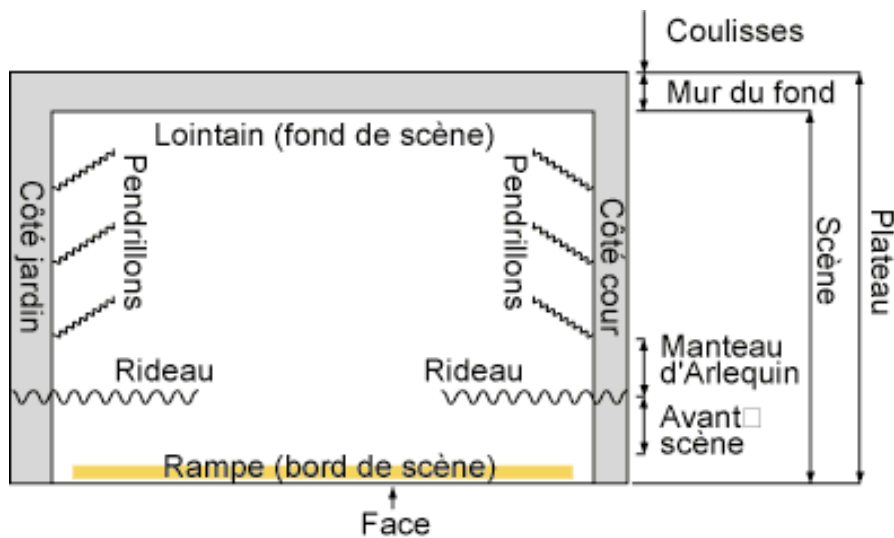 Coulisses
Mur du fond
Lointain (fond de scène)
Pendrillons
Pendrillons
Côté jardin
Côté cour
Scène
Plateau
Rideau
Rideau
Manteau
d'Arlequin
Avant□
scène
Rampe (bord de scène)
Face